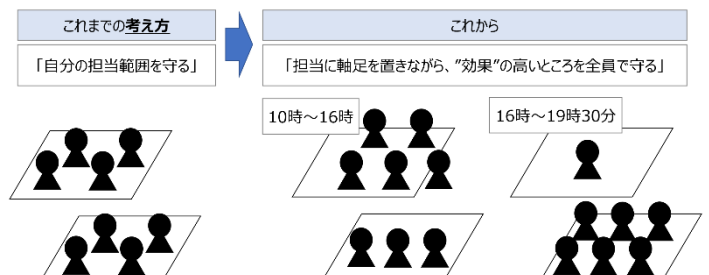 これまでの考え方
これから
「自分の担当範囲を守る」
「担当に軸足を置きながら、”効果”の高いところを全員で守る」
10時～16時
16時～19時30分